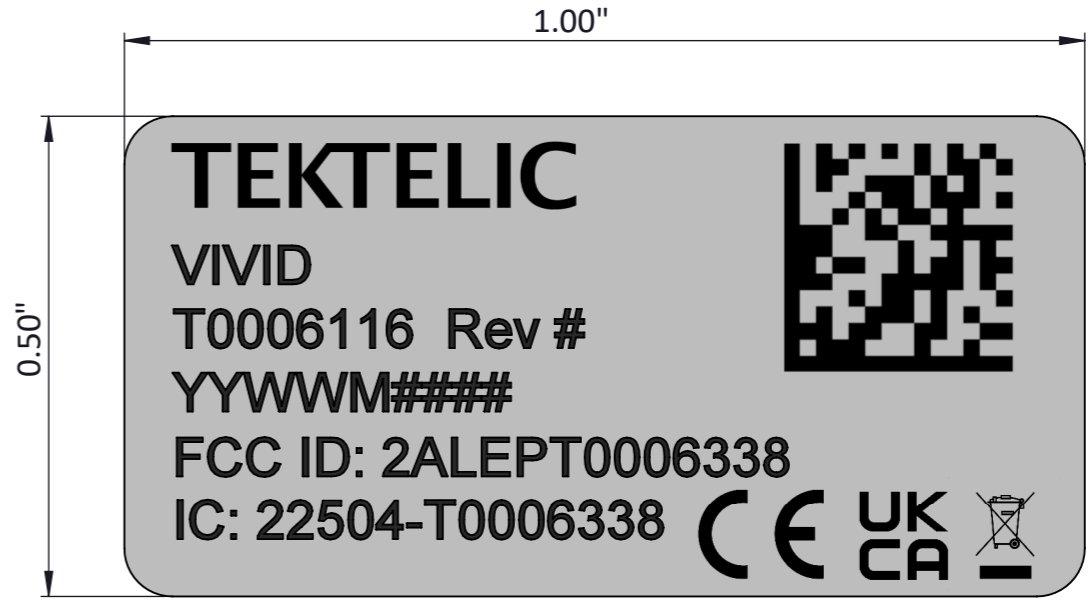 1.00"
0.50"
TEKTELIC
VIVID
T0006116 Rev #
YYWWM####
FCC ID: 2ALEPT0006338
IC: 22504-T0006338
CE
UK
CA